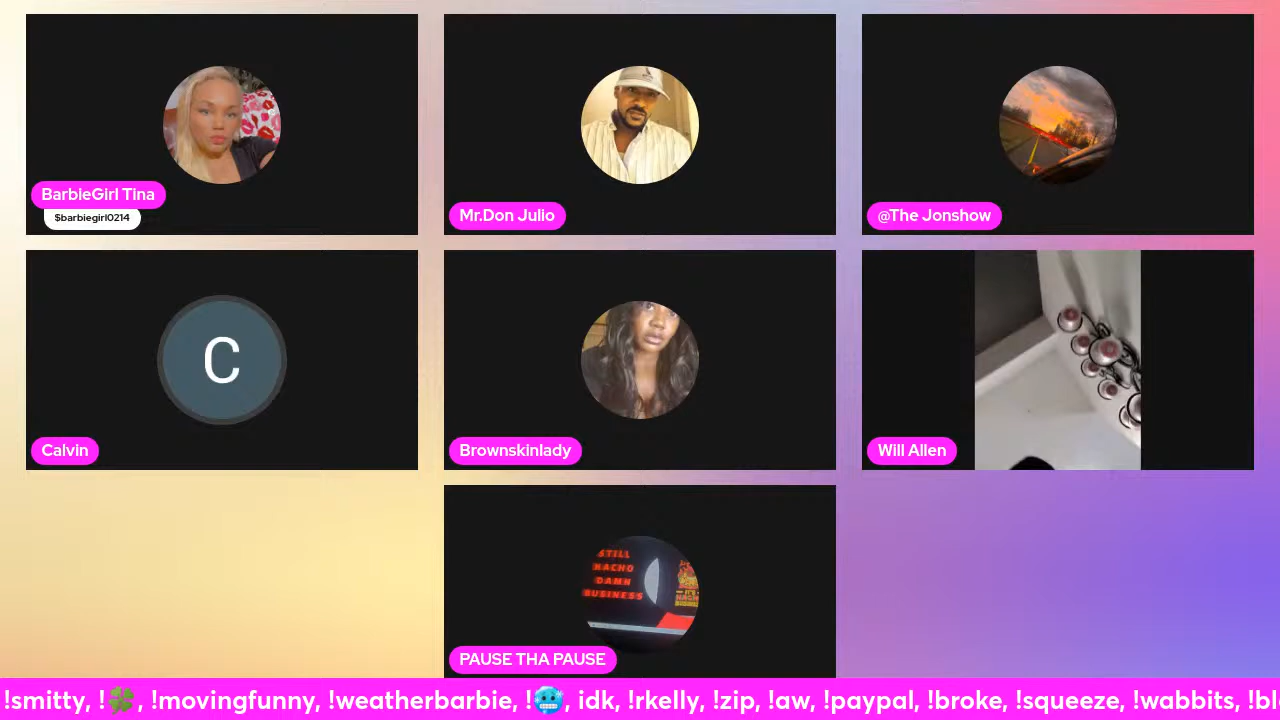 BarbieGirl Tina
$barbiegirl0214
Mr.Don Julio
@The Jonshow
C
Calvin
Brownskinlady
Will Allen
STILL
NACHO
DAMN
BUSINESS
PAUSE THA PAUSE
!smitty, !🍀, !movingfunny, !weatherbarbie, !🥶, idk, !rkelly, !zip, !aw, !paypal, !broke, !squeeze, !wabbits, !bl